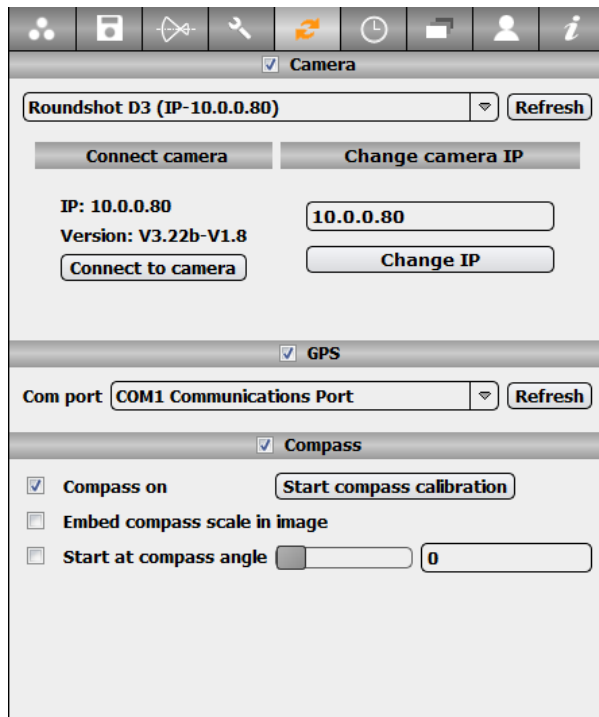 Camera
Roundshot D3 (IP-10.0.0.80) Refresh
Connect camera Change camera IP
IP: 10.0.0.80
10.0.0.80
Version: V3.22b-V1.8
Connect to camera Change IP
GPS
Com port COM1 Communications Port Refresh
Compass
Compass on Start compass calibration
Embed compass scale in image
Start at compass angle 0